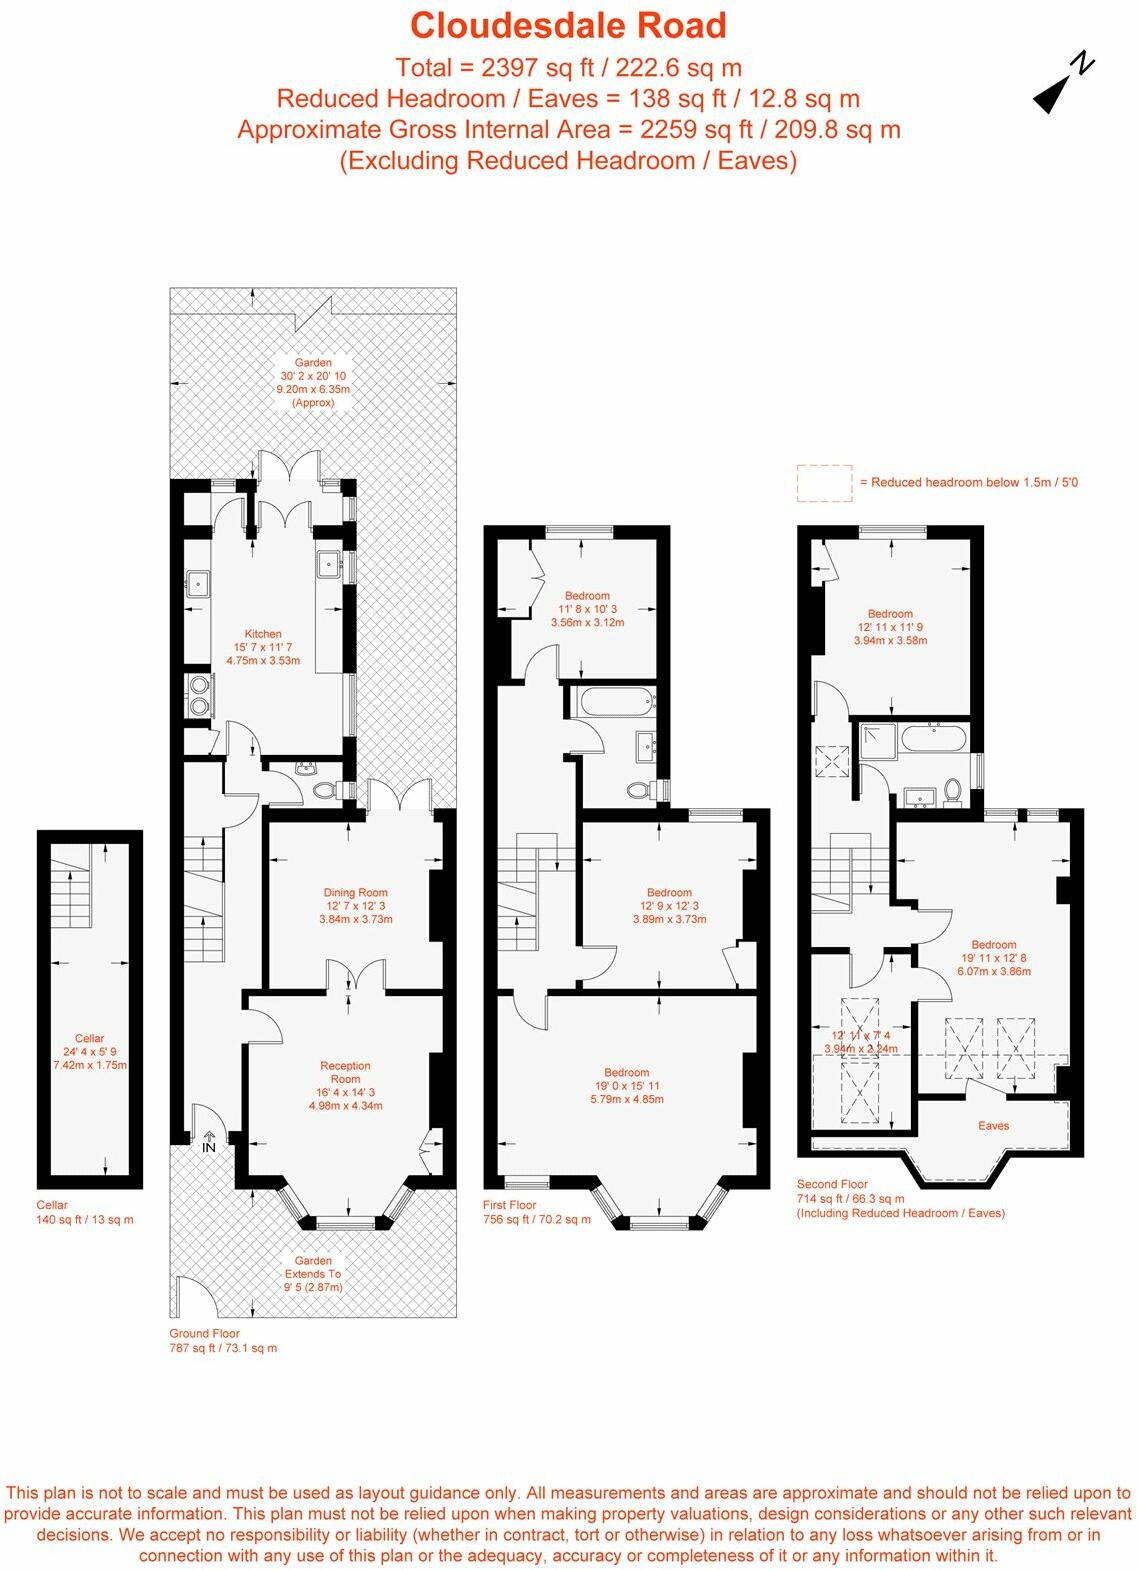 Cloudesdale Road
Total = 2397 sq ft / 222.6 sq m
Reduced Headroom / Eaves = 138 sq ft / 12.8 sq m
Approximate Gross Internal Area = 2259 sq ft / 209.8 sq m
(Excluding Reduced Headroom / Eaves)
N
Garden
30' 2 x 20' 10
9.20m x 6.35m
(Approx)
= Reduced headroom below 1.5m / 5'0
Kitchen
15' 7 x 11' 7
4.75m x 3.53m
Bedroom
11' 8 x 10' 3
3.56m x 3.12m
Bedroom
12' 11 x 11' 9
3.94m x 3.58m
Dining Room
12' 7 x 12' 3
3.84m x 3.73m
Bedroom
12' 9 x 12' 3
3.89m x 3.73m
Bedroom
19' 11 x 12' 8
6.07m x 3.86m
Cellar
24' 4 x 5' 9
7.42m x 1.75m
Reception
Room
16' 4 x 14' 3
4.98m x 4.34m
Bedroom
19' 0 x 15' 11
5.79m x 4.85m
12' 11 x 7' 4
3.94m x 2.24m
Eaves
IN
Cellar
140 sq ft / 13 sq m
First Floor
756 sq ft / 70.2 sq m
Second Floor
714 sq ft / 66.3 sq m
(Including Reduced Headroom / Eaves)
Garden
Extends To
9' 5 (2.87m)
Ground Floor
787 sq ft / 73.1 sq m
This plan is not to scale and must be used as layout guidance only. All measurements and areas are approximate and should not be relied upon to
provide accurate information. This plan must not be relied upon when making property valuations, design considerations or any other such relevant
decisions. We accept no responsibility or liability (whether in contract, tort or otherwise) in relation to any loss whatsoever arising from or in
connection with any use of this plan or the adequacy, accuracy or completeness of it or any information within it.